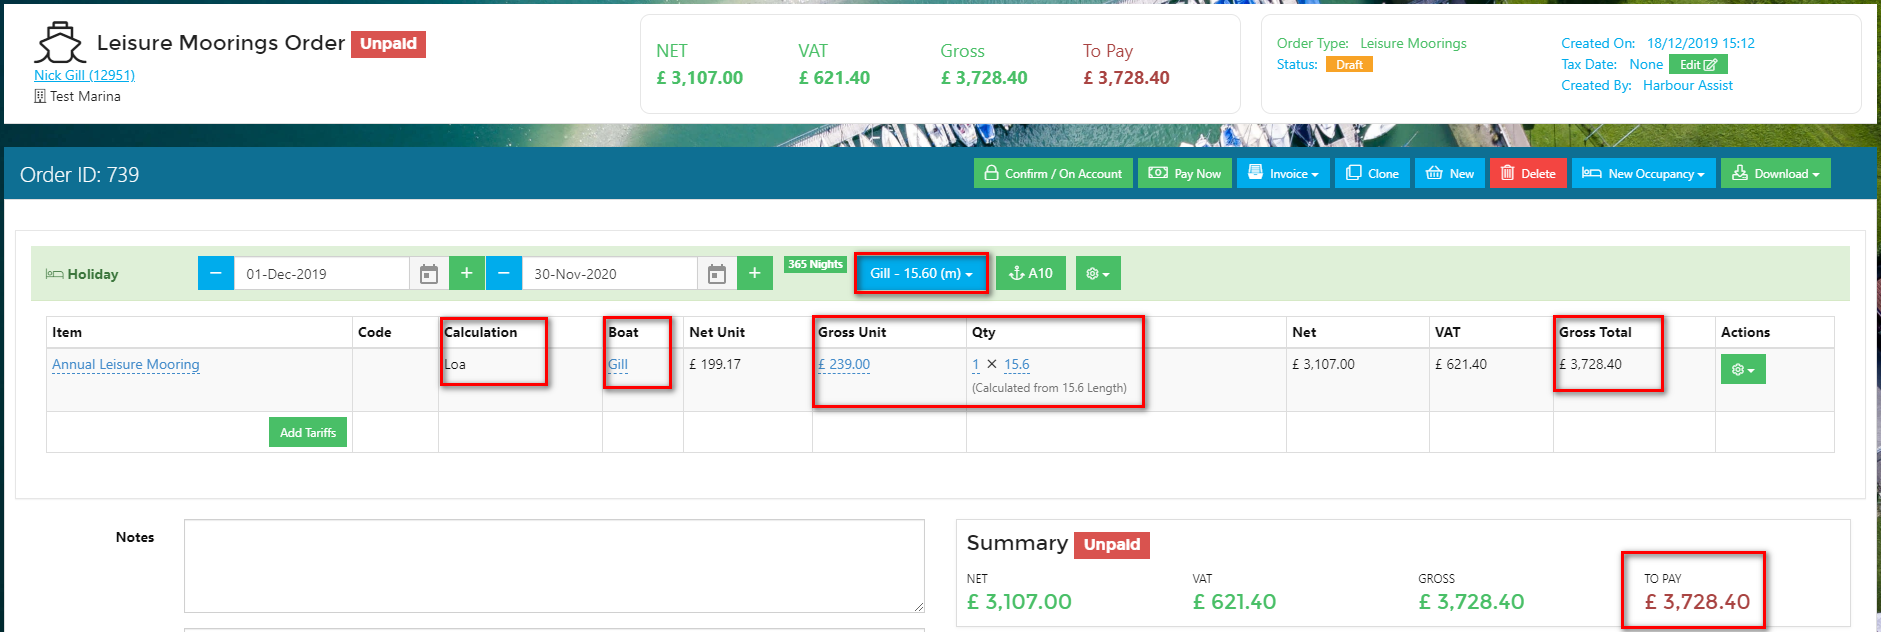 Leisure Moorings Order Unpaid
Nick Gill (12951)
Test Marina
NET VAT Gross To Pay
£ 3,107.00 £ 621.40 £ 3,728.40 £ 3,728.40
Order Type: Leisure Moorings
Status: Draft
Created On: 18/12/2019 15:12
Tax Date: None Edit
Created By: Harbour Assist
Order ID: 739
Confirm / On Account Pay Now Invoice Clone New Delete New Occupancy Download
Holiday − 01-Dec-2019 + − 30-Nov-2020 + 365 Nights Gill - 15.60 (m) A10
Item Code Calculation Boat Net Unit Gross Unit Qty Net VAT Gross Total Actions
Annual Leisure Mooring Loa Gill £ 199.17 £ 239.00 1 × 15.6 £ 3,107.00 £ 621.40 £ 3,728.40
(Calculated from 15.6 Length)
Add Tariffs
Notes
Summary Unpaid
NET VAT GROSS TO PAY
£ 3,107.00 £ 621.40 £ 3,728.40 £ 3,728.40